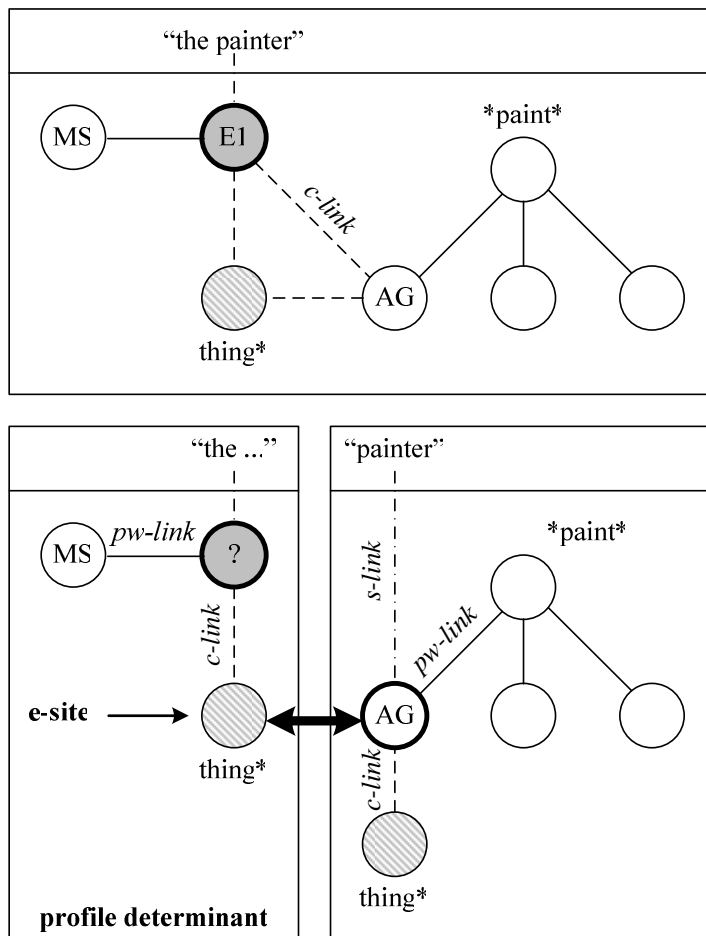 “the painter”
*paint*
MS
E1
c-link
AG
thing*
“the ...”
“painter”
MS
pw-link
?
*paint*
s-link
c-link
pw-link
e-site
AG
thing*
c-link
thing*
profile determinant